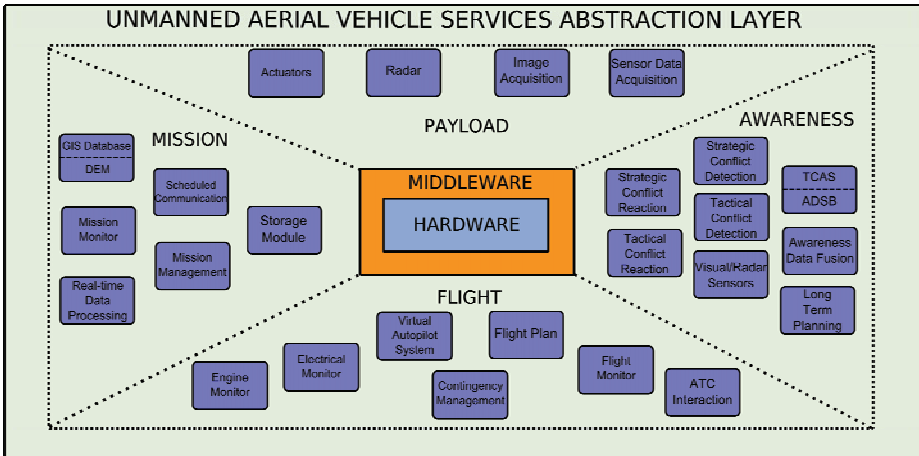 UNMANNED AERIAL VEHICLE SERVICES ABSTRACTION LAYER
Actuators
Radar
Image
Acquisition
Sensor Data
Acquisition
PAYLOAD
MISSION
GIS Database
DEM
Scheduled
Communication
Mission
Monitor
Storage
Module
Mission
Management
Real-time
Data
Processing
MIDDLEWARE
HARDWARE
AWARENESS
Strategic
Conflict
Detection
Strategic
Conflict
Reaction
TCAS
ADSB
Tactical
Conflict
Detection
Tactical
Conflict
Reaction
Awareness
Data Fusion
Visual/Radar
Sensors
Long
Term
Planning
FLIGHT
Virtual
Autopilot
System
Flight Plan
Electrical
Monitor
Flight
Monitor
Engine
Monitor
Contingency
Management
ATC
Interaction